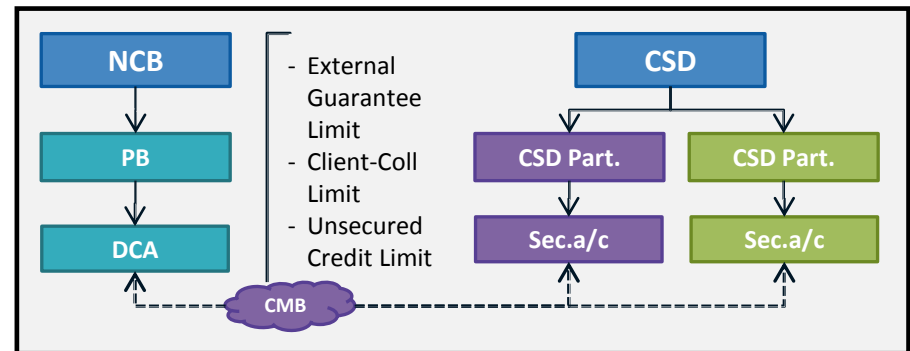 NCB
PB
DCA
- External
Guarantee
Limit
- Client-Coll
Limit
- Unsecured
Credit Limit
CMB
CSD
CSD Part.
CSD Part.
Sec.a/c
Sec.a/c